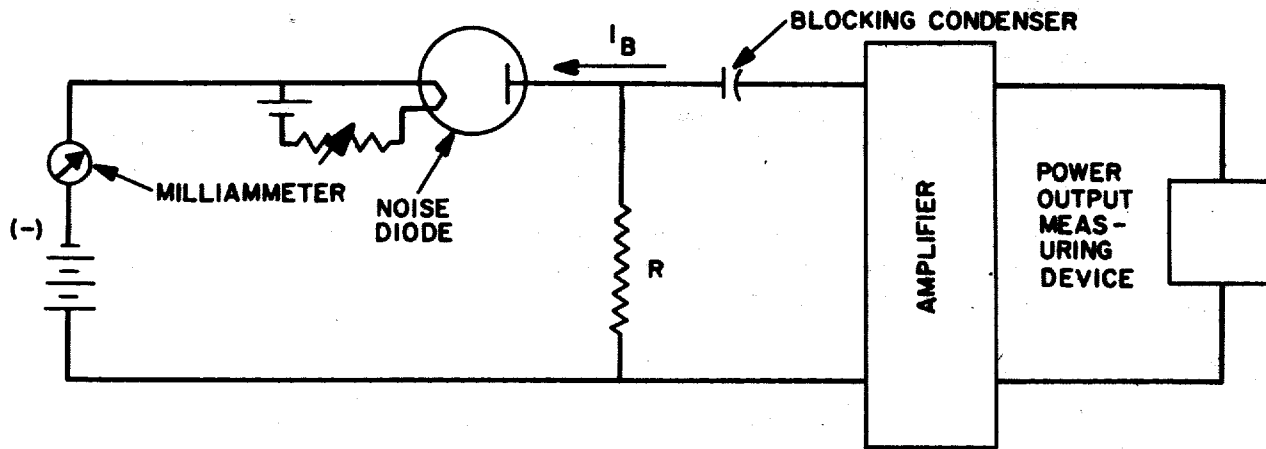 BLOCKING CONDENSER
I_B
MILLIAMMETER
NOISE
DIODE
(-)
R
AMPLIFIER
POWER
OUTPUT
MEAS-
URING
DEVICE